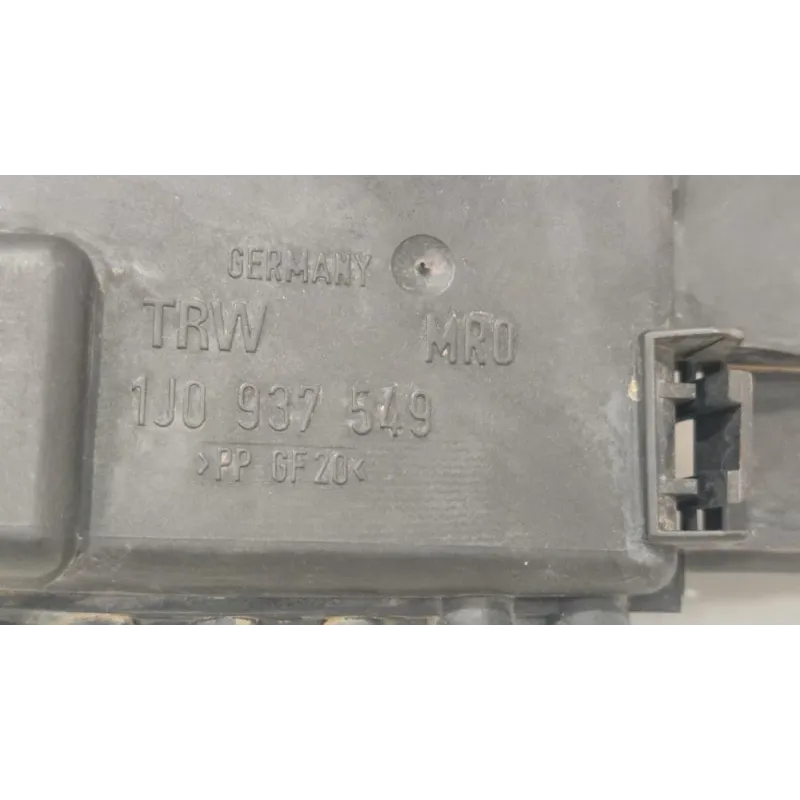 GERMANY
TRW MRO
1J0 937 549
>PP GF20<